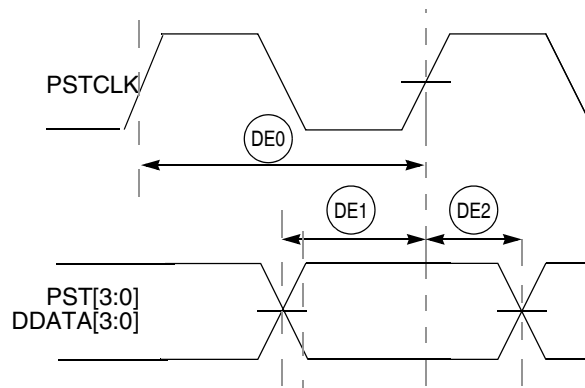 PSTCLK
DE0
DE1
DE2
PST[3:0]
DDATA[3:0]